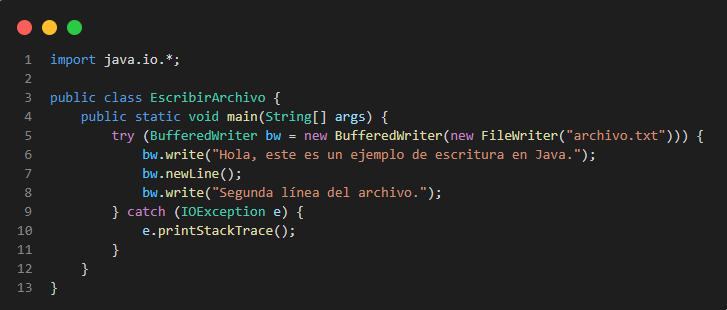 1 import java.io.*;
2
3 public class EscribirArchivo {
4     public static void main(String[] args) {
5         try (BufferedWriter bw = new BufferedWriter(new FileWriter("archivo.txt"))) {
6             bw.write("Hola, este es un ejemplo de escritura en Java.");
7             bw.newLine();
8             bw.write("Segunda línea del archivo.");
9         } catch (IOException e) {
10             e.printStackTrace();
11         }
12     }
13 }